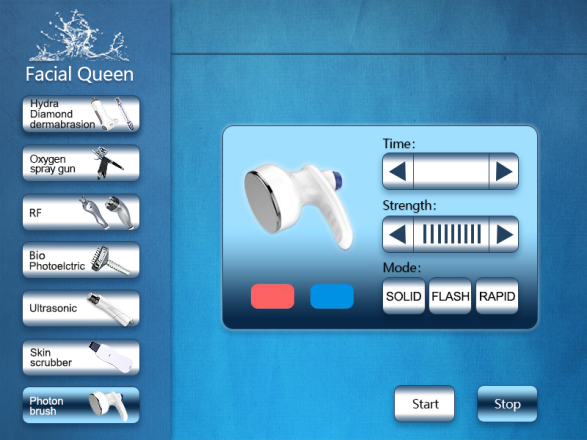 Facial Queen
Hydra
Diamond
dermabrasion
Oxygen
spray gun
RF
Bio
Photoelctric
Ultrasonic
Skin
scrubber
Photon
brush
Time:
Strength:
Mode:
SOLID FLASH RAPID
Start Stop